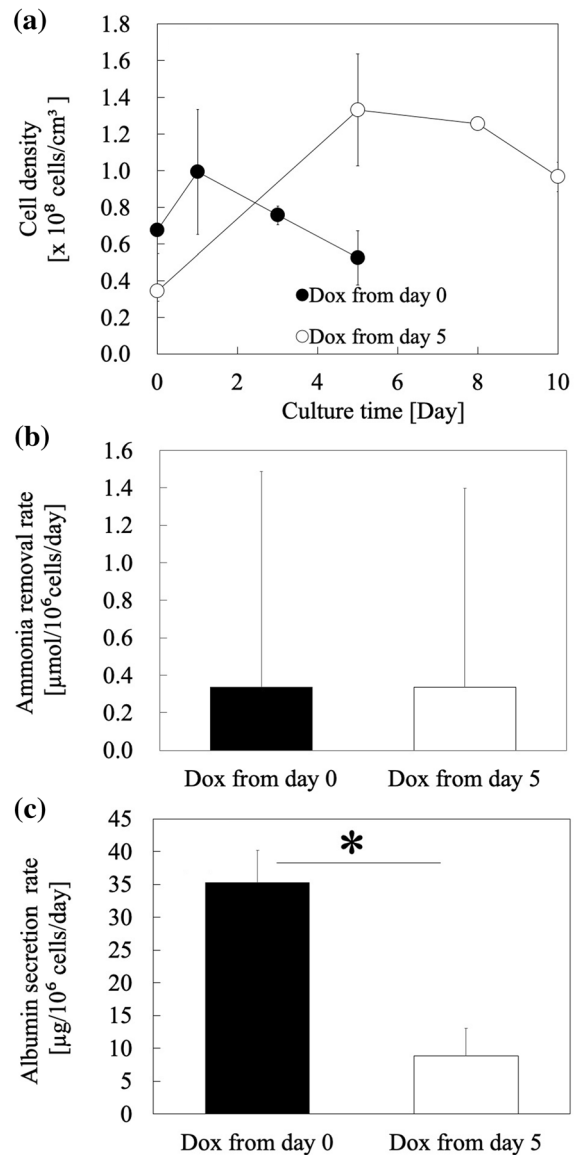 (a)
Cell density
[x 10⁸ cells/cm³ ]
1.8
1.6
1.4
1.2
1.0
0.8
0.6
0.4
0.2
0.0
Dox from day 0
Dox from day 5
0 2 4 6 8 10
Culture time [Day]
(b)
Ammonia removal rate
[µmol/10⁶cells/day]
1.6
1.4
1.2
1.0
0.8
0.6
0.4
0.2
0.0
Dox from day 0 Dox from day 5
(c)
Albumin secretion rate
[µg/10⁶ cells/day]
45
40
35
30
25
20
15
10
5
0
*
Dox from day 0 Dox from day 5